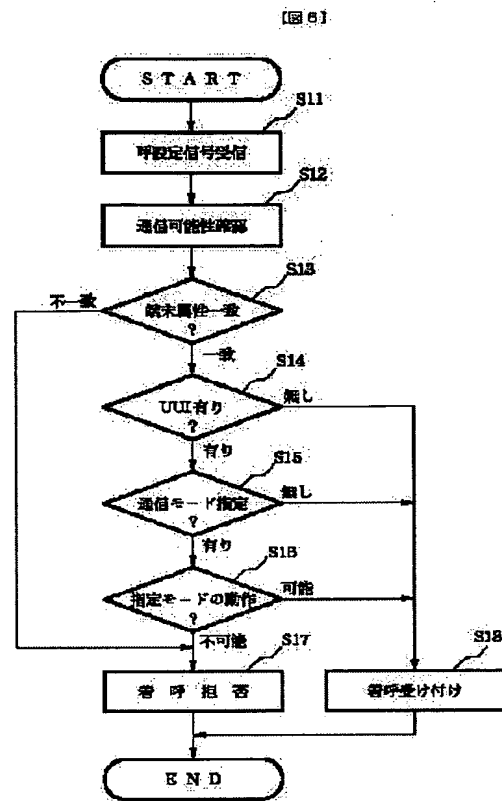 【図6】
START
S11
呼設定信号受信
S12
通信可能性確認
S13
不一致
端末属性一致
?
一致
S14
UUI有り
?
無し
有り
S15
通信モード指定
?
無し
有り
S16
指定モードの動作
?
可能
不可能
S17
着呼拒否
S18
着呼受け付け
END